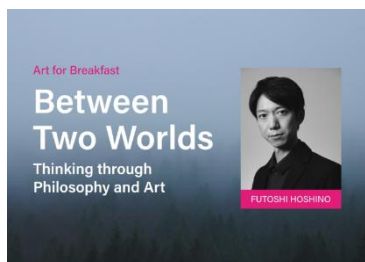 Art for Breakfast
Between
Two Worlds
Thinking through
Philosophy and Art
FUTOSHI HOSHINO